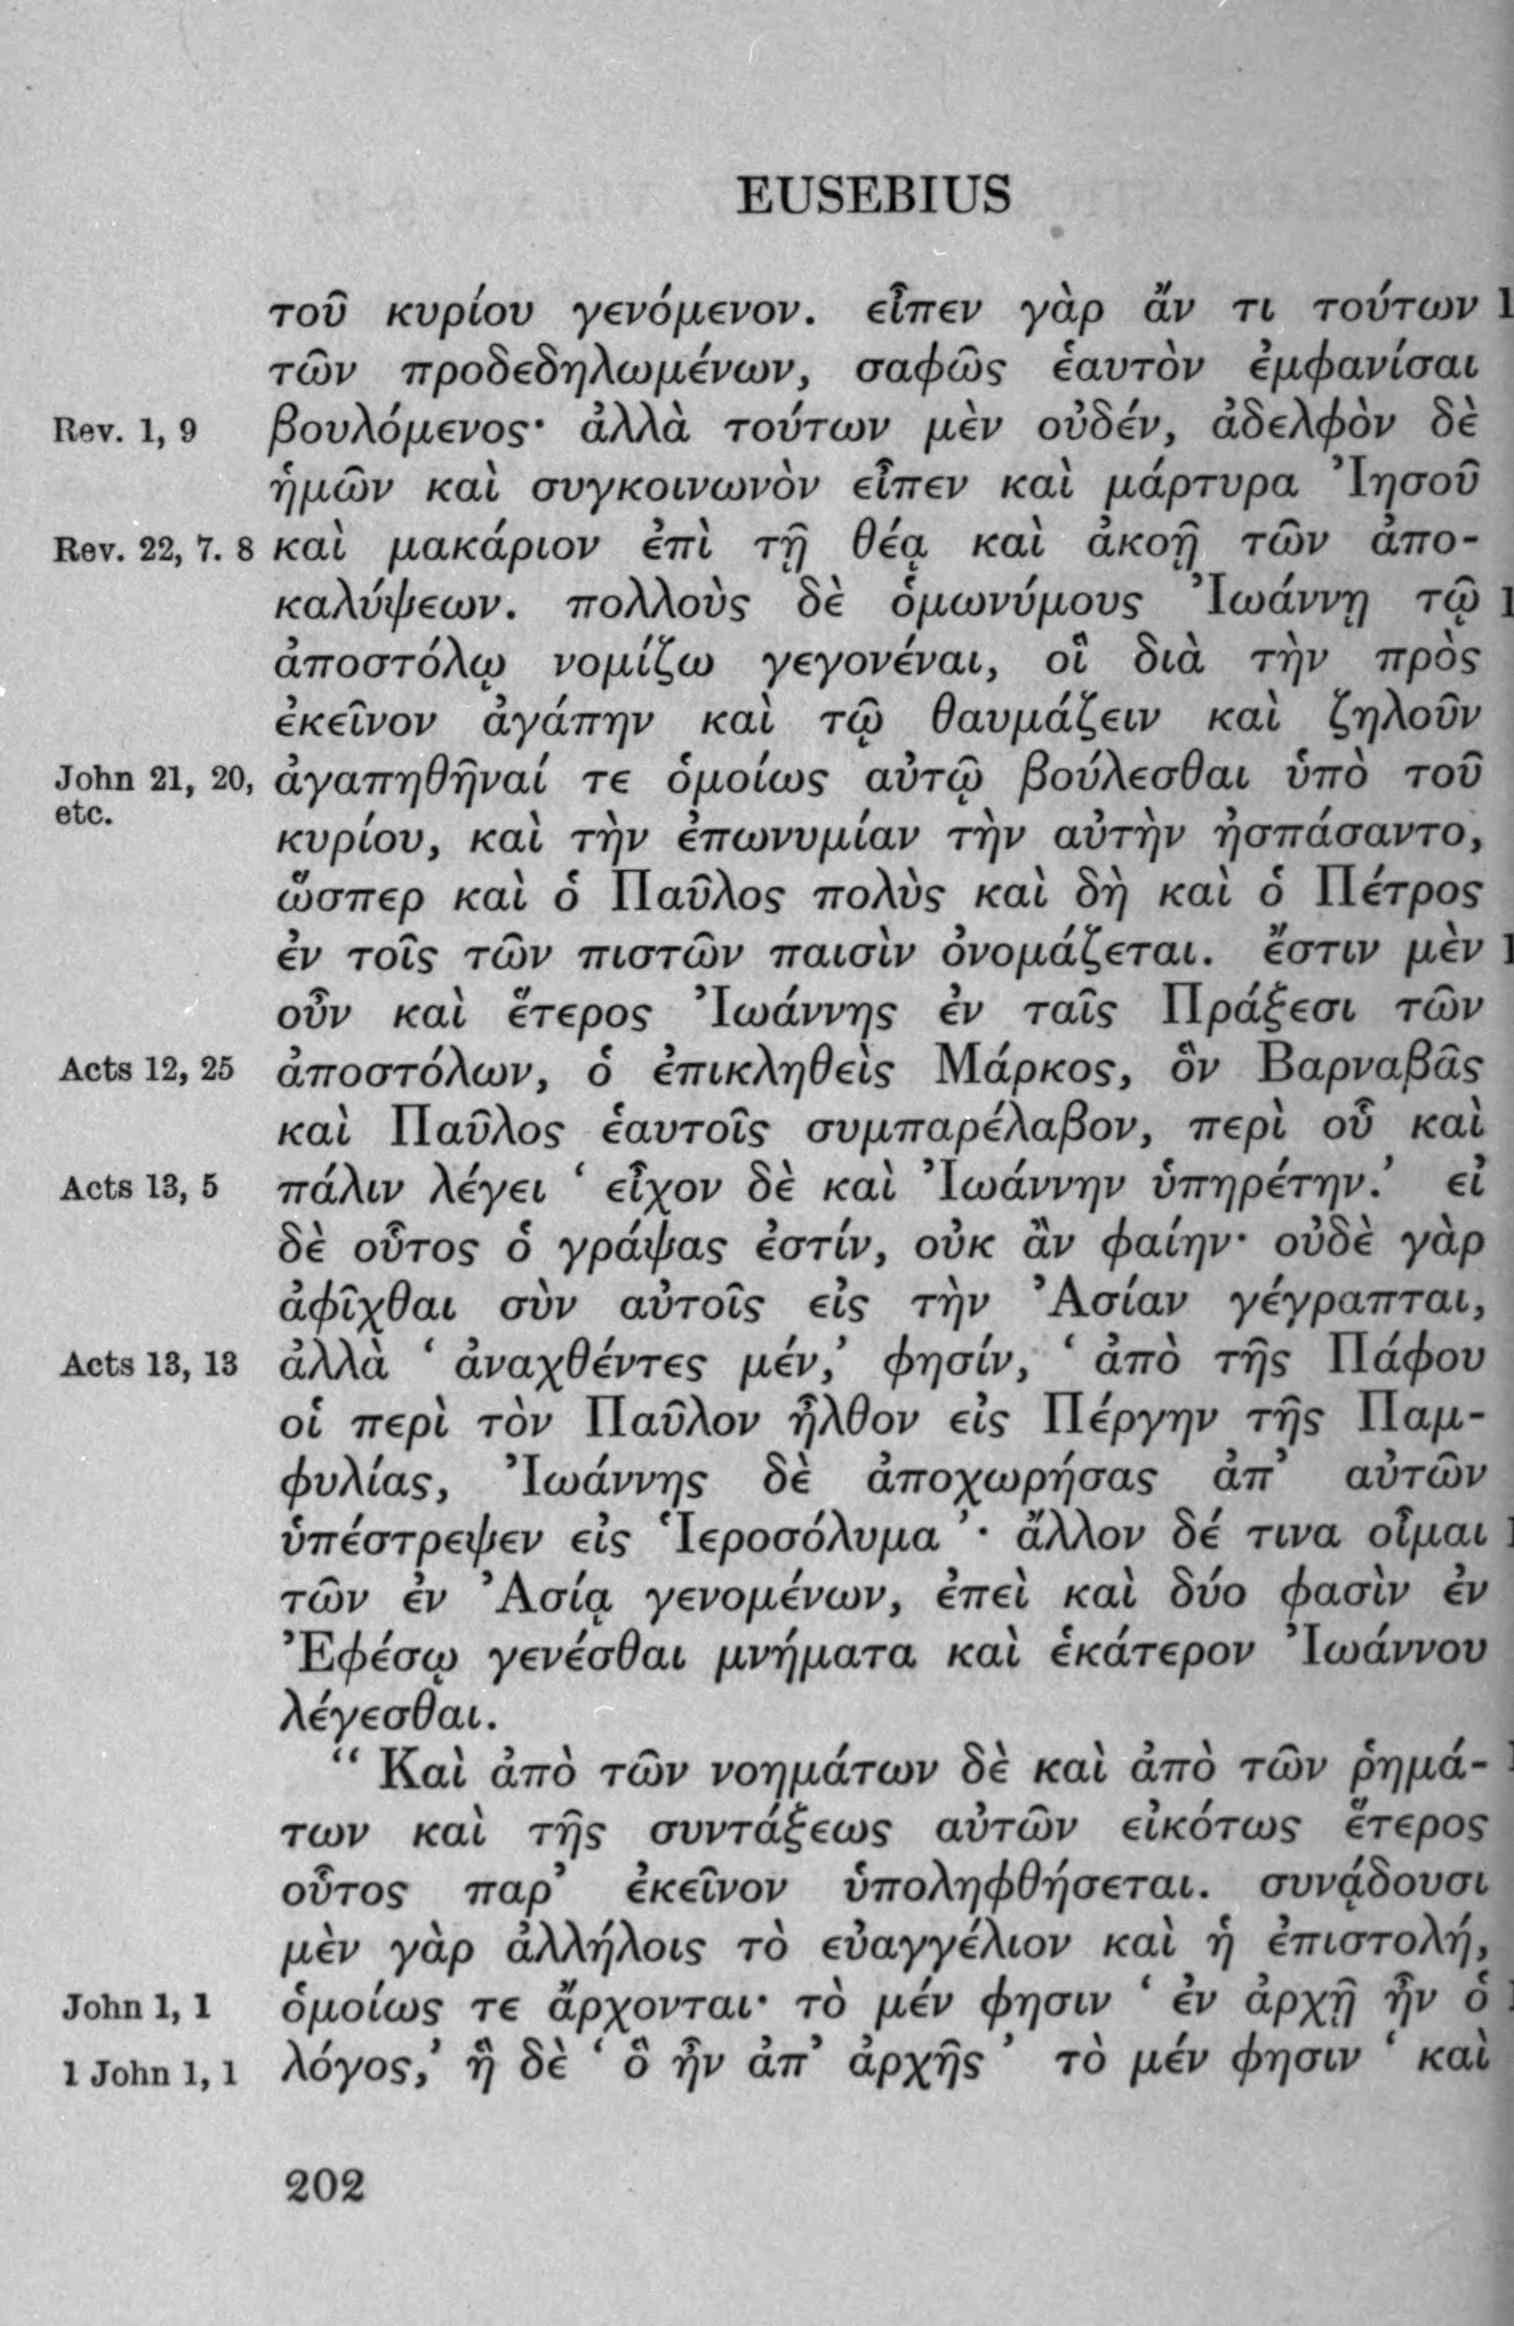 EUSEBIUS
τοῦ κυρίου γενόμενον. εἶπεν γὰρ ἄν τι τούτων
τῶν προδεδηλωμένων, σαφῶς ἑαυτὸν ἐμφανίσαι
Rev. 1, 9 βουλόμενος· ἀλλὰ τούτων μὲν οὐδέν, ἀδελφὸν δὲ
ἡμῶν καὶ συγκοινωνὸν εἶπεν καὶ μάρτυρα Ἰησοῦ
Rev. 22, 7. 8 καὶ μακάριον ἐπὶ τῇ θέᾳ καὶ ἀκοῇ τῶν ἀπο-
καλύψεων. πολλοὺς δὲ ὁμωνύμους Ἰωάννῃ τῷ
ἀποστόλῳ νομίζω γεγονέναι, οἳ διὰ τὴν πρὸς
ἐκεῖνον ἀγάπην καὶ τῷ θαυμάζειν καὶ ζηλοῦν
John 21, 20, ἀγαπηθῆναί τε ὁμοίως αὐτῷ βούλεσθαι ὑπὸ τοῦ
etc.
κυρίου, καὶ τὴν ἐπωνυμίαν τὴν αὐτὴν ἠσπάσαντο,
ὥσπερ καὶ ὁ Παῦλος πολὺς καὶ δὴ καὶ ὁ Πέτρος
ἐν τοῖς τῶν πιστῶν παισὶν ὀνομάζεται. ἔστιν μὲν
οὖν καὶ ἕτερος Ἰωάννης ἐν ταῖς Πράξεσι τῶν
Acts 12, 25 ἀποστόλων, ὁ ἐπικληθεὶς Μάρκος, ὃν Βαρναβᾶς
καὶ Παῦλος ἑαυτοῖς συμπαρέλαβον, περὶ οὗ καὶ
Acts 13, 5 πάλιν λέγει ‘ εἶχον δὲ καὶ Ἰωάννην ὑπηρέτην.’ εἰ
δὲ οὗτος ὁ γράψας ἐστίν, οὐκ ἂν φαίην· οὐδὲ γὰρ
ἀφῖχθαι σὺν αὐτοῖς εἰς τὴν Ἀσίαν γέγραπται,
Acts 13, 13 ἀλλὰ ‘ ἀναχθέντες μέν,’ φησίν, ‘ ἀπὸ τῆς Πάφου
οἱ περὶ τὸν Παῦλον ἦλθον εἰς Πέργην τῆς Παμ-
φυλίας, Ἰωάννης δὲ ἀποχωρήσας ἀπ’ αὐτῶν
ὑπέστρεψεν εἰς Ἱεροσόλυμα ’· ἄλλον δέ τινα οἶμαι
τῶν ἐν Ἀσίᾳ γενομένων, ἐπεὶ καὶ δύο φασὶν ἐν
Ἐφέσῳ γενέσθαι μνήματα καὶ ἑκάτερον Ἰωάννου
λέγεσθαι.
“ Καὶ ἀπὸ τῶν νοημάτων δὲ καὶ ἀπὸ τῶν ῥημά-
των καὶ τῆς συντάξεως αὐτῶν εἰκότως ἕτερος
οὗτος παρ’ ἐκεῖνον ὑποληφθήσεται. συνᾴδουσι
μὲν γὰρ ἀλλήλοις τὸ εὐαγγέλιον καὶ ἡ ἐπιστολή,
John 1, 1 ὁμοίως τε ἄρχονται· τὸ μέν φησιν ‘ ἐν ἀρχῇ ἦν ὁ
1 John 1, 1 λόγος,’ ἣ δὲ ‘ ὃ ἦν ἀπ’ ἀρχῆς ’ τὸ μέν φησιν ‘ καὶ
202